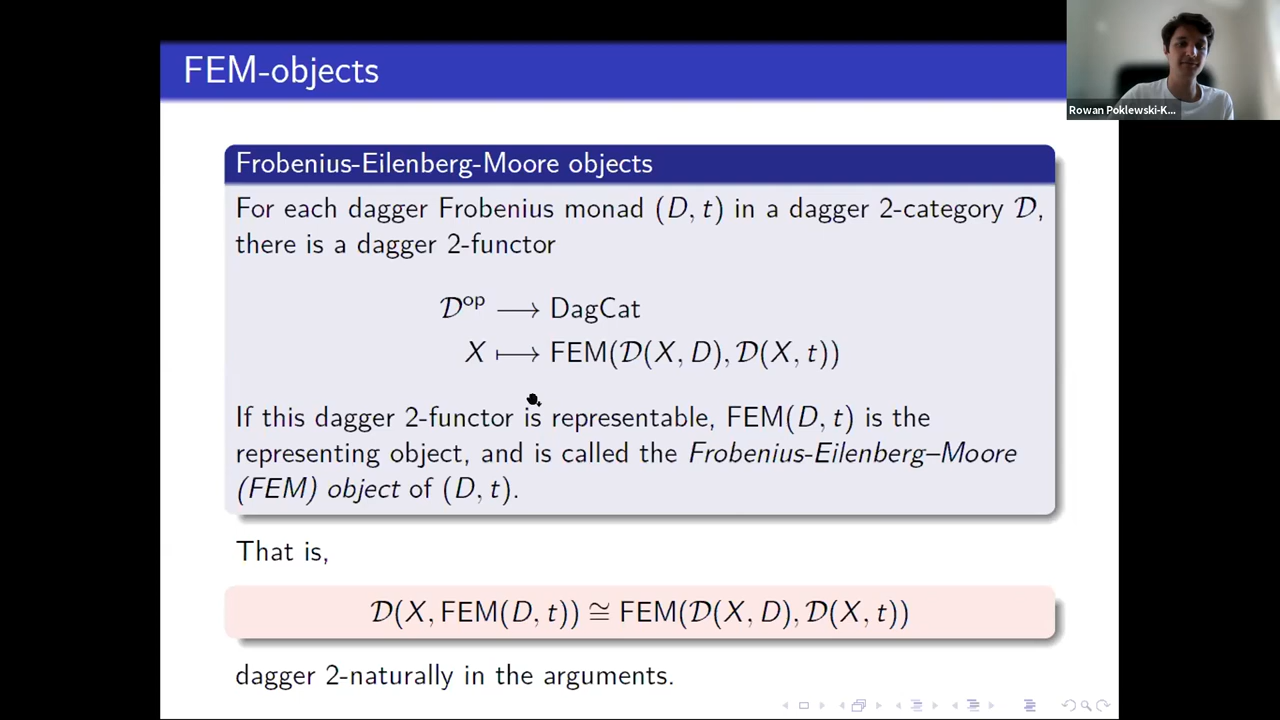 FEM-objects
Rowan Poklewski-K...
Frobenius-Eilenberg-Moore objects
For each dagger Frobenius monad (D, t) in a dagger 2-category 𝒟,
there is a dagger 2-functor
𝒟ᵒᵖ ⟶ DagCat
X ⟼ FEM(𝒟(X, D), 𝒟(X, t))
If this dagger 2-functor is representable, FEM(D, t) is the
representing object, and is called the Frobenius-Eilenberg–Moore
(FEM) object of (D, t).
That is,
𝒟(X, FEM(D, t)) ≅ FEM(𝒟(X, D), 𝒟(X, t))
dagger 2-naturally in the arguments.